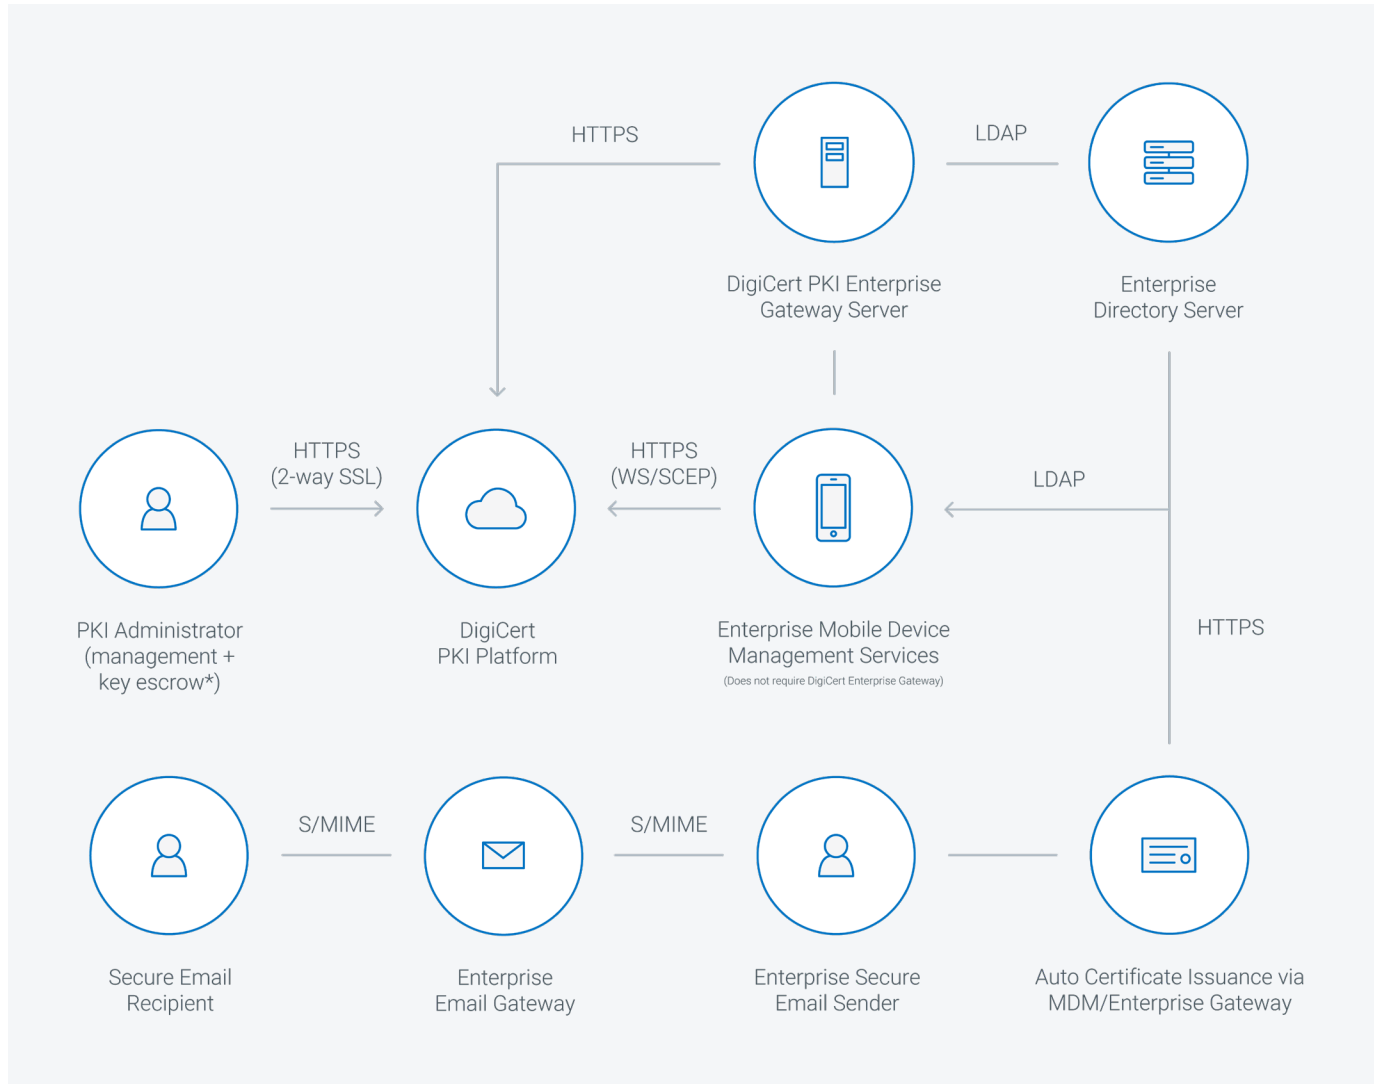 HTTPS
LDAP
DigiCert PKI Enterprise
Gateway Server
Enterprise
Directory Server
HTTPS
(2-way SSL)
HTTPS
(WS/SCEP)
LDAP
PKI Administrator
(management +
key escrow*)
DigiCert
PKI Platform
Enterprise Mobile Device
Management Services
(Does not require DigiCert Enterprise Gateway)
HTTPS
S/MIME
S/MIME
Secure Email
Recipient
Enterprise
Email Gateway
Enterprise Secure
Email Sender
Auto Certificate Issuance via
MDM/Enterprise Gateway